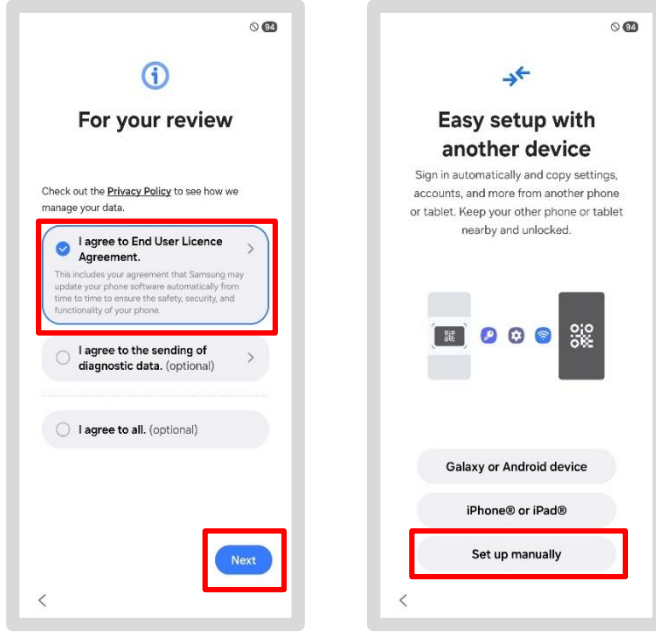 94
For your review
Check out the Privacy Policy to see how we
manage your data.
I agree to End User Licence
Agreement.
This includes your agreement that Samsung may
update your phone software automatically from
time to time to ensure the safety, security, and
functionality of your phone.
I agree to the sending of
diagnostic data. (optional)
I agree to all. (optional)
Next
94
Easy setup with
another device
Sign in automatically and copy settings,
accounts, and more from another phone
or tablet. Keep your other phone or tablet
nearby and unlocked.
Galaxy or Android device
iPhone® or iPad®
Set up manually